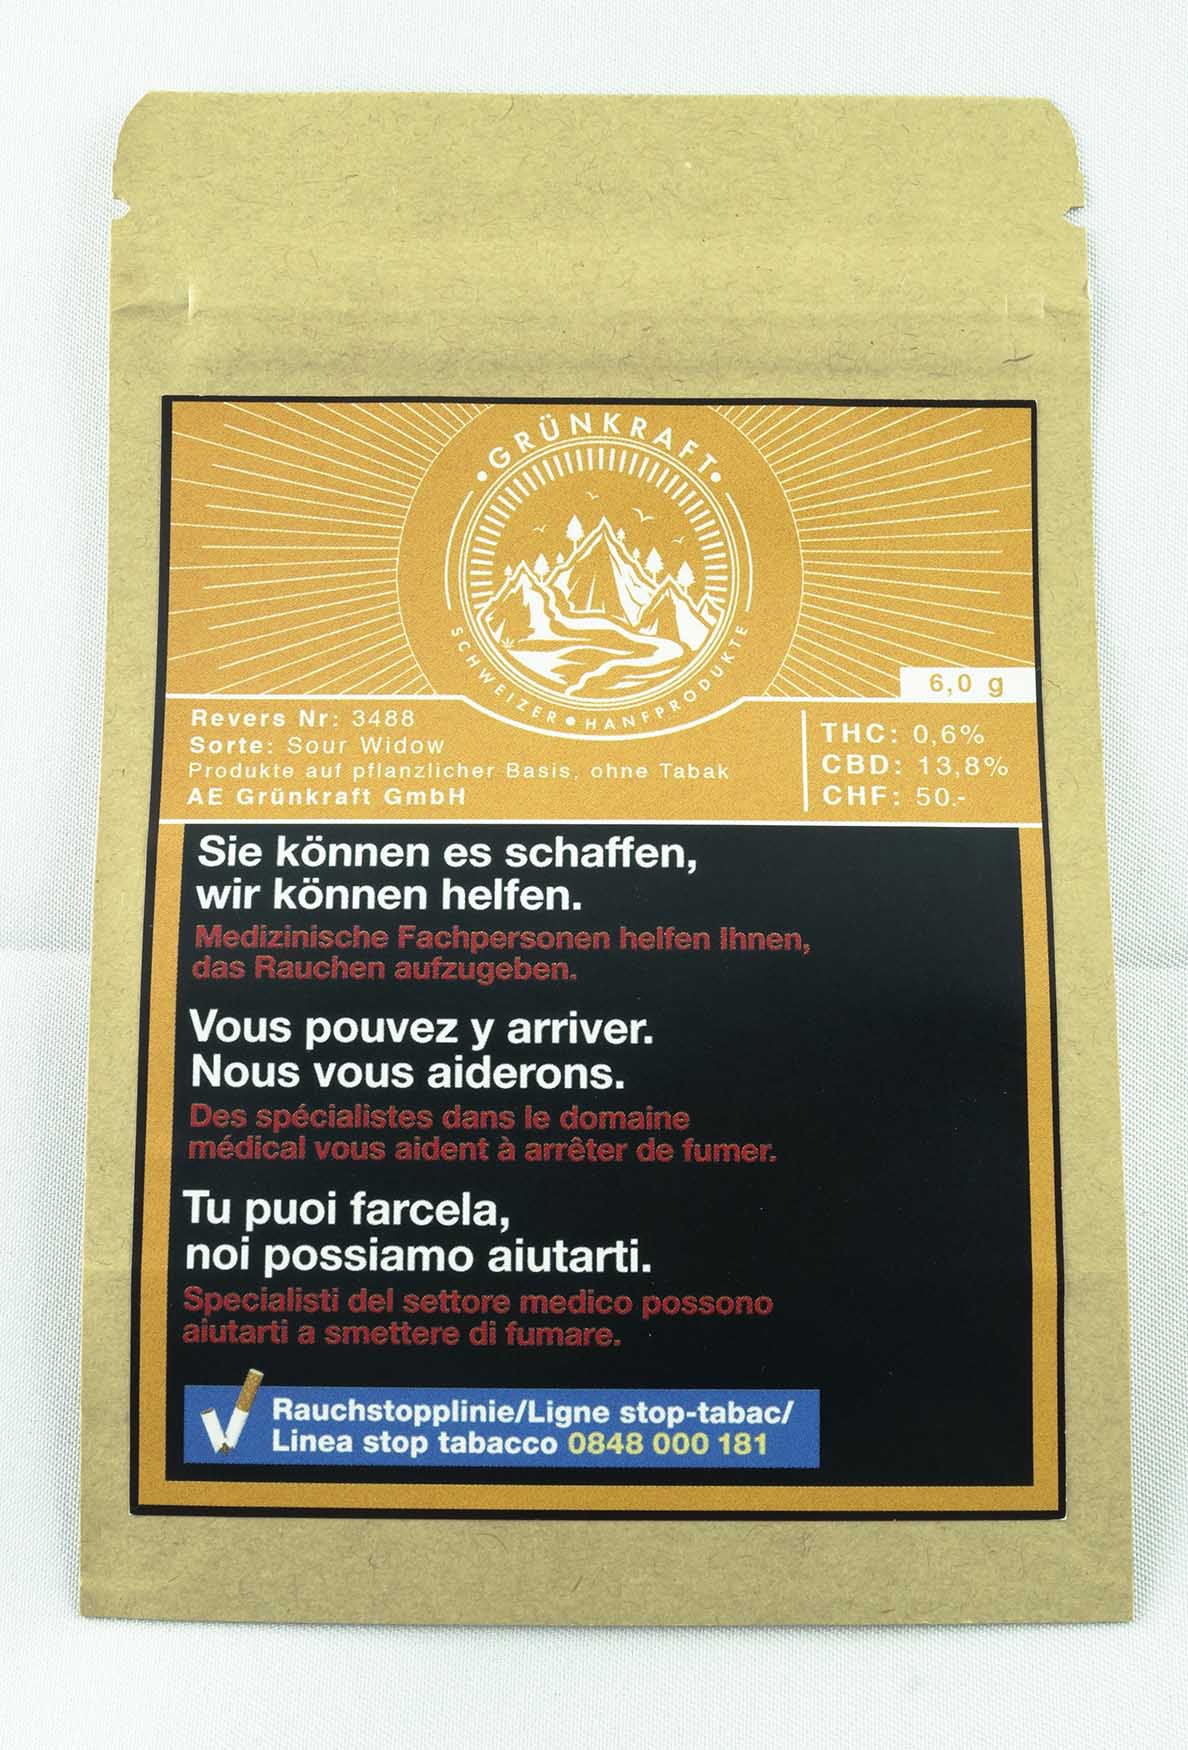 •GRÜNKRAFT•
SCHWEIZER • HANFPRODUKTE
6,0 g
Revers Nr: 3488
Sorte: Sour Widow
Produkte auf pflanzlicher Basis, ohne Tabak
AE Grünkraft GmbH
THC: 0,6%
CBD: 13,8%
CHF: 50.-
Sie können es schaffen,
wir können helfen.
Medizinische Fachpersonen helfen Ihnen,
das Rauchen aufzugeben.
Vous pouvez y arriver.
Nous vous aiderons.
Des spécialistes dans le domaine
médical vous aident à arrêter de fumer.
Tu puoi farcela,
noi possiamo aiutarti.
Specialisti del settore medico possono
aiutarti a smettere di fumare.
Rauchstopplinie/Ligne stop-tabac/
Linea stop tabacco 0848 000 181